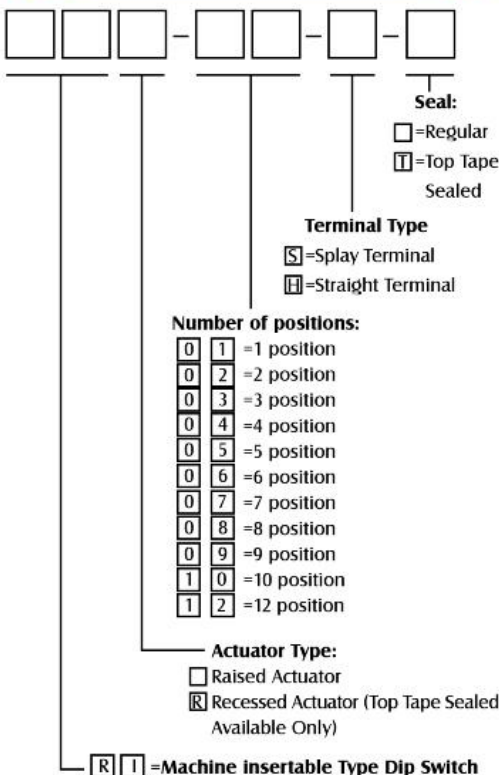 Seal:
□=Regular
T=Top Tape
Sealed
Terminal Type
S=Splay Terminal
H=Straight Terminal
Number of positions:
0 1 =1 position
0 2 =2 position
0 3 =3 position
0 4 =4 position
0 5 =5 position
0 6 =6 position
0 7 =7 position
0 8 =8 position
0 9 =9 position
1 0 =10 position
1 2 =12 position
Actuator Type:
□ Raised Actuator
R Recessed Actuator (Top Tape Sealed
Available Only)
R I =Machine insertable Type Dip Switch